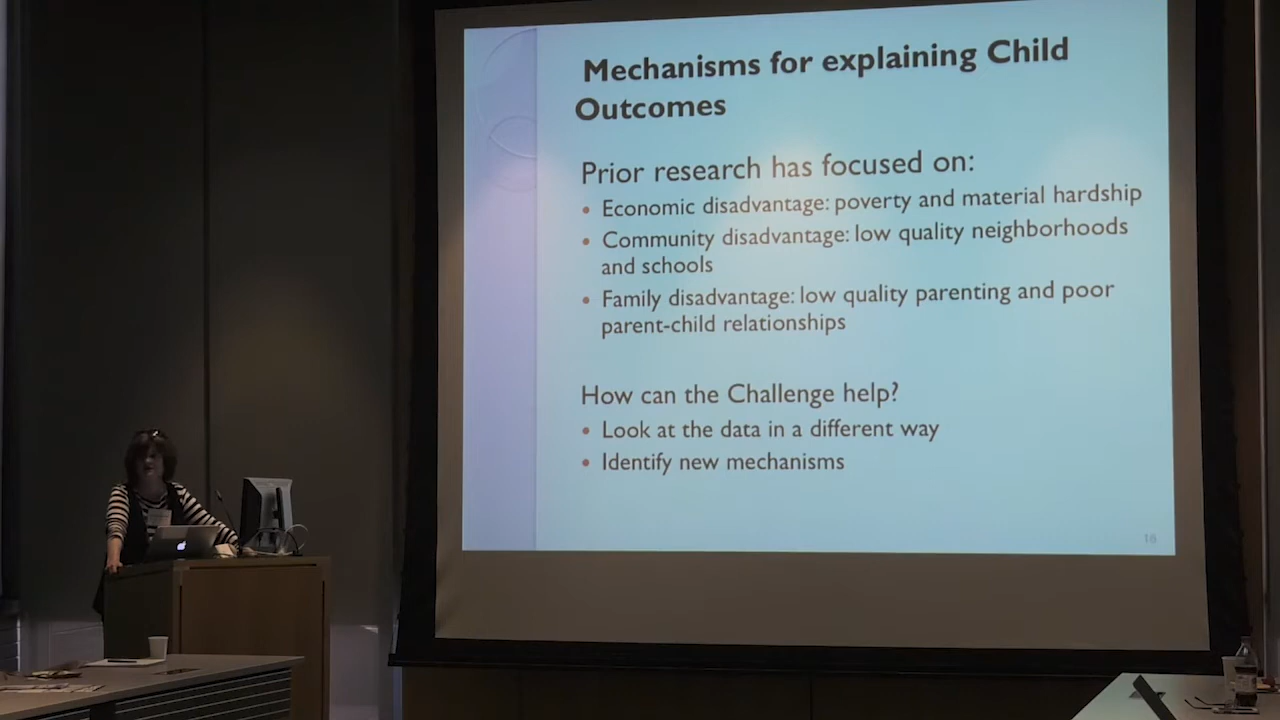 Mechanisms for explaining Child
Outcomes
Prior research has focused on:
• Economic disadvantage: poverty and material hardship
• Community disadvantage: low quality neighborhoods
and schools
• Family disadvantage: low quality parenting and poor
parent-child relationships
How can the Challenge help?
• Look at the data in a different way
• Identify new mechanisms
18